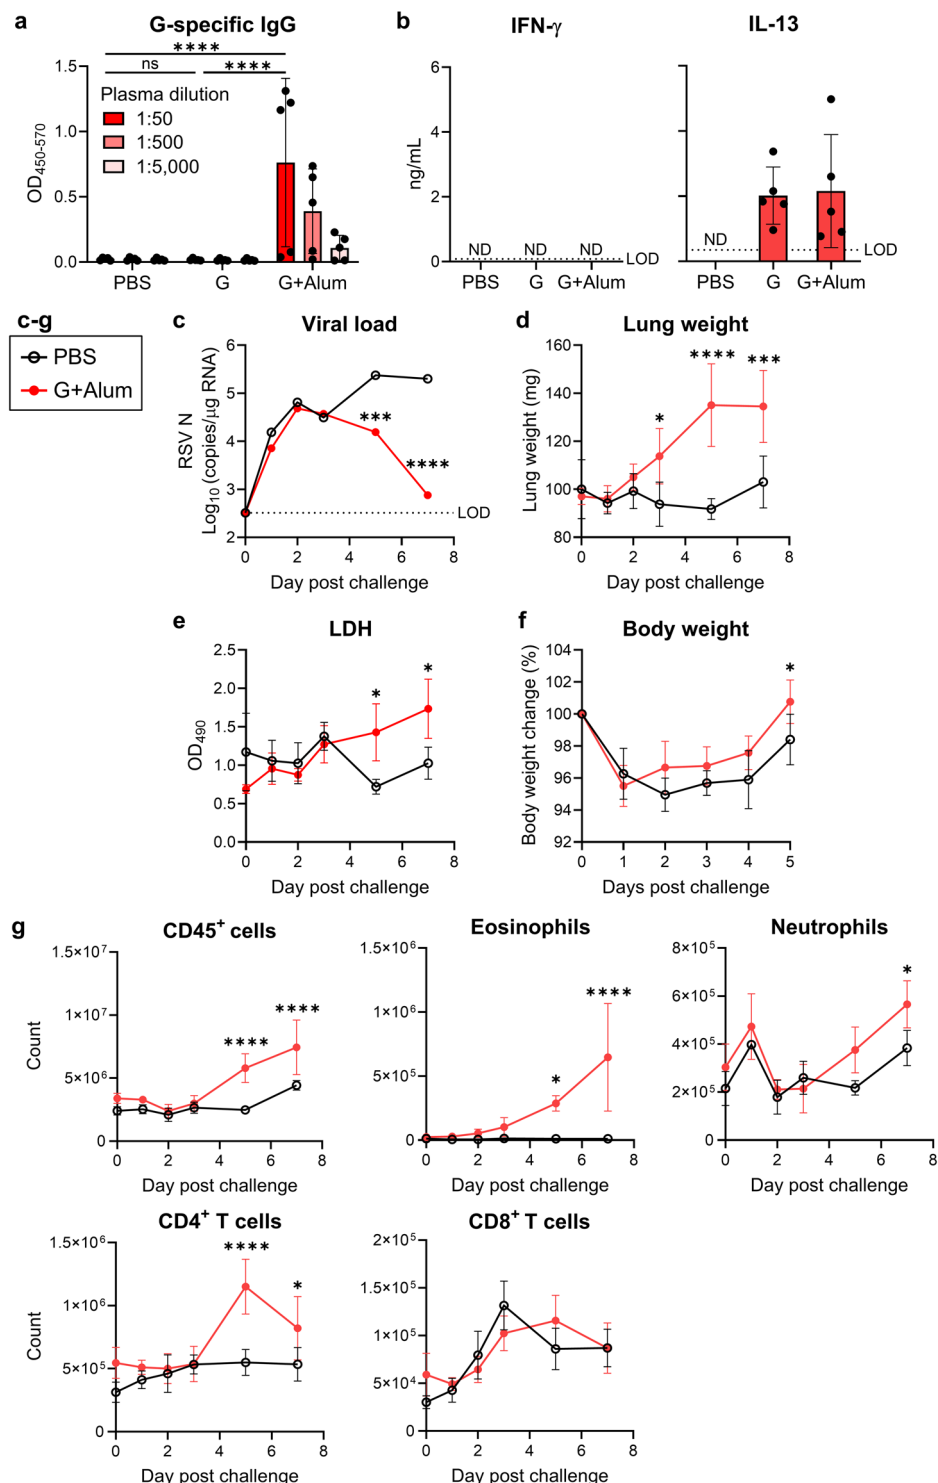 a
G-specific IgG
****
ns
****
1.5
1.0
0.5
0.0
OD450-570
Plasma dilution
1:50
1:500
1:5,000
PBS
G
G+Alum
b
IFN-γ
6
4
2
0
ng/mL
ND
ND
ND
LOD
PBS
G
G+Alum
IL-13
ND
LOD
PBS
G
G+Alum
c-g
PBS
G+Alum
c
Viral load
6
5
4
3
2
RSV N
Log10 (copies/μg RNA)
***
****
LOD
0
2
4
6
8
Day post challenge
d
Lung weight
160
140
120
100
80
Lung weight (mg)
*
****
***
0
2
4
6
8
Day post challenge
e
LDH
2.5
2.0
1.5
1.0
0.5
0.0
OD490
*
*
0
2
4
6
8
Day post challenge
f
Body weight
104
102
100
98
96
94
92
Body weight change (%)
*
0
1
2
3
4
5
Days post challenge
g
CD45+ cells
1.5×10^7
1×10^7
5×10^6
0
Count
****
****
0
2
4
6
8
Day post challenge
Eosinophils
1.5×10^6
1×10^6
5×10^5
0
*
****
0
2
4
6
8
Day post challenge
Neutrophils
8×10^5
6×10^5
4×10^5
2×10^5
0
*
0
2
4
6
8
Day post challenge
CD4+ T cells
1.5×10^6
1×10^6
5×10^5
0
Count
****
*
0
2
4
6
8
Day post challenge
CD8+ T cells
2×10^5
1.5×10^5
1×10^5
5×10^4
0
0
2
4
6
8
Day post challenge